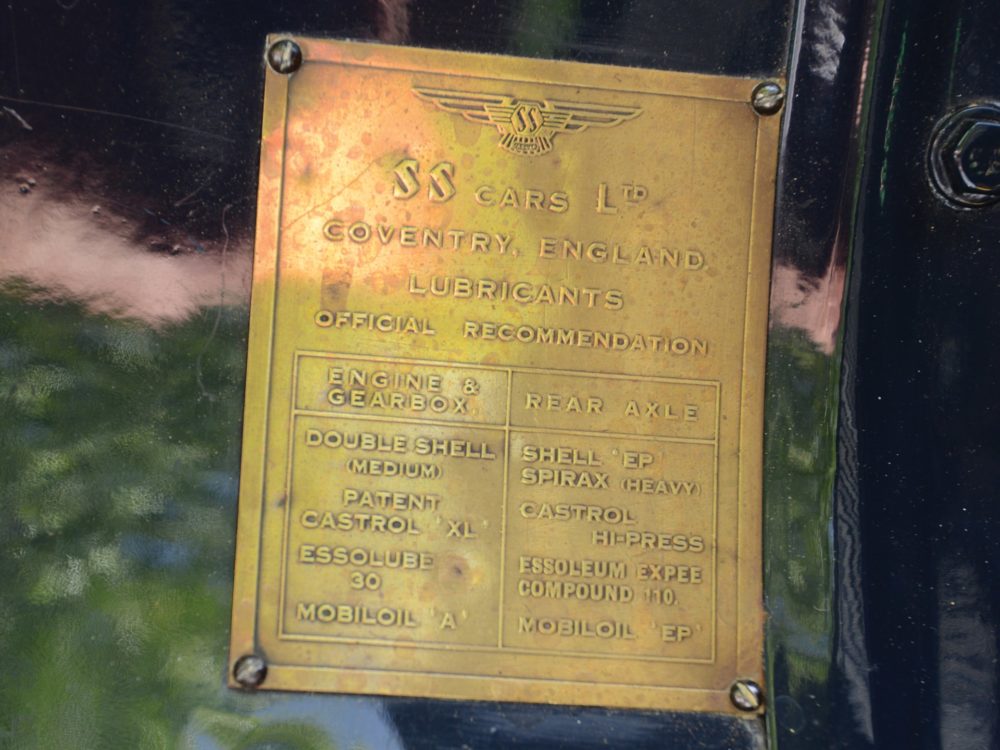 SS
SS CARS LTD
COVENTRY, ENGLAND
LUBRICANTS
OFFICIAL RECOMMENDATION
ENGINE &
GEARBOX.
REAR AXLE
DOUBLE SHELL
(MEDIUM)
PATENT
CASTROL 'XL'
ESSOLUBE
30
MOBILOIL 'A'
SHELL 'EP'
SPIRAX (HEAVY)
CASTROL
HI-PRESS
ESSOLEUM EXPEE
COMPOUND 110.
MOBILOIL 'EP'